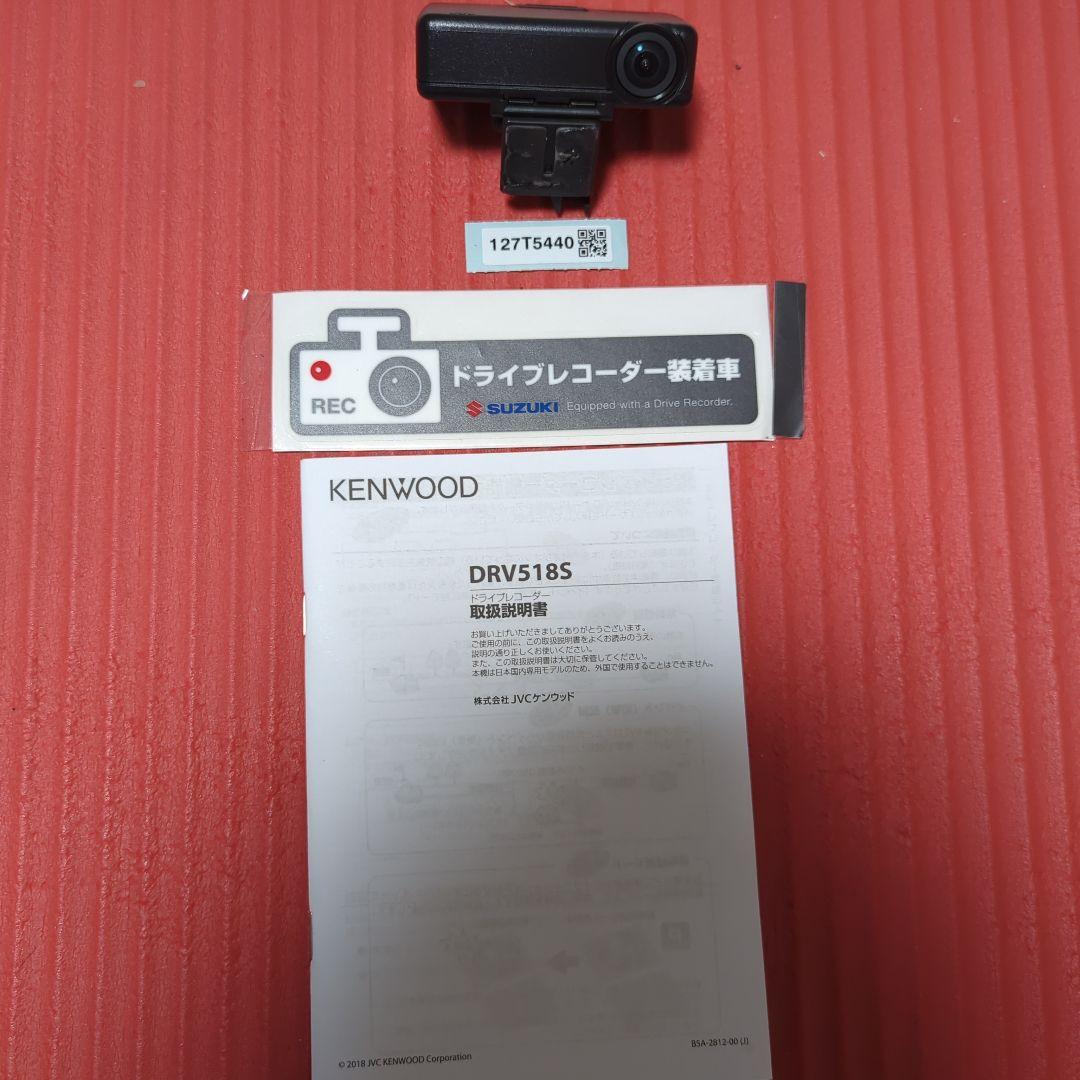 127T5440
ドライブレコーダー装着車
REC
SUZUKI Equipped with a Drive Recorder.
KENWOOD
DRV518S
ドライブレコーダー
取扱説明書
お買い上げいただきましてありがとうございます。
ご使用の前に、この取扱説明書をよくお読みのうえ、
説明の通り正しくお使いください。
また、この取扱説明書は大切に保管してください。
本機は日本国内専用モデルのため、外国で使用することはできません。
株式会社 JVCケンウッド
© 2018 JVC KENWOOD Corporation
B5A-2812-00 (J)